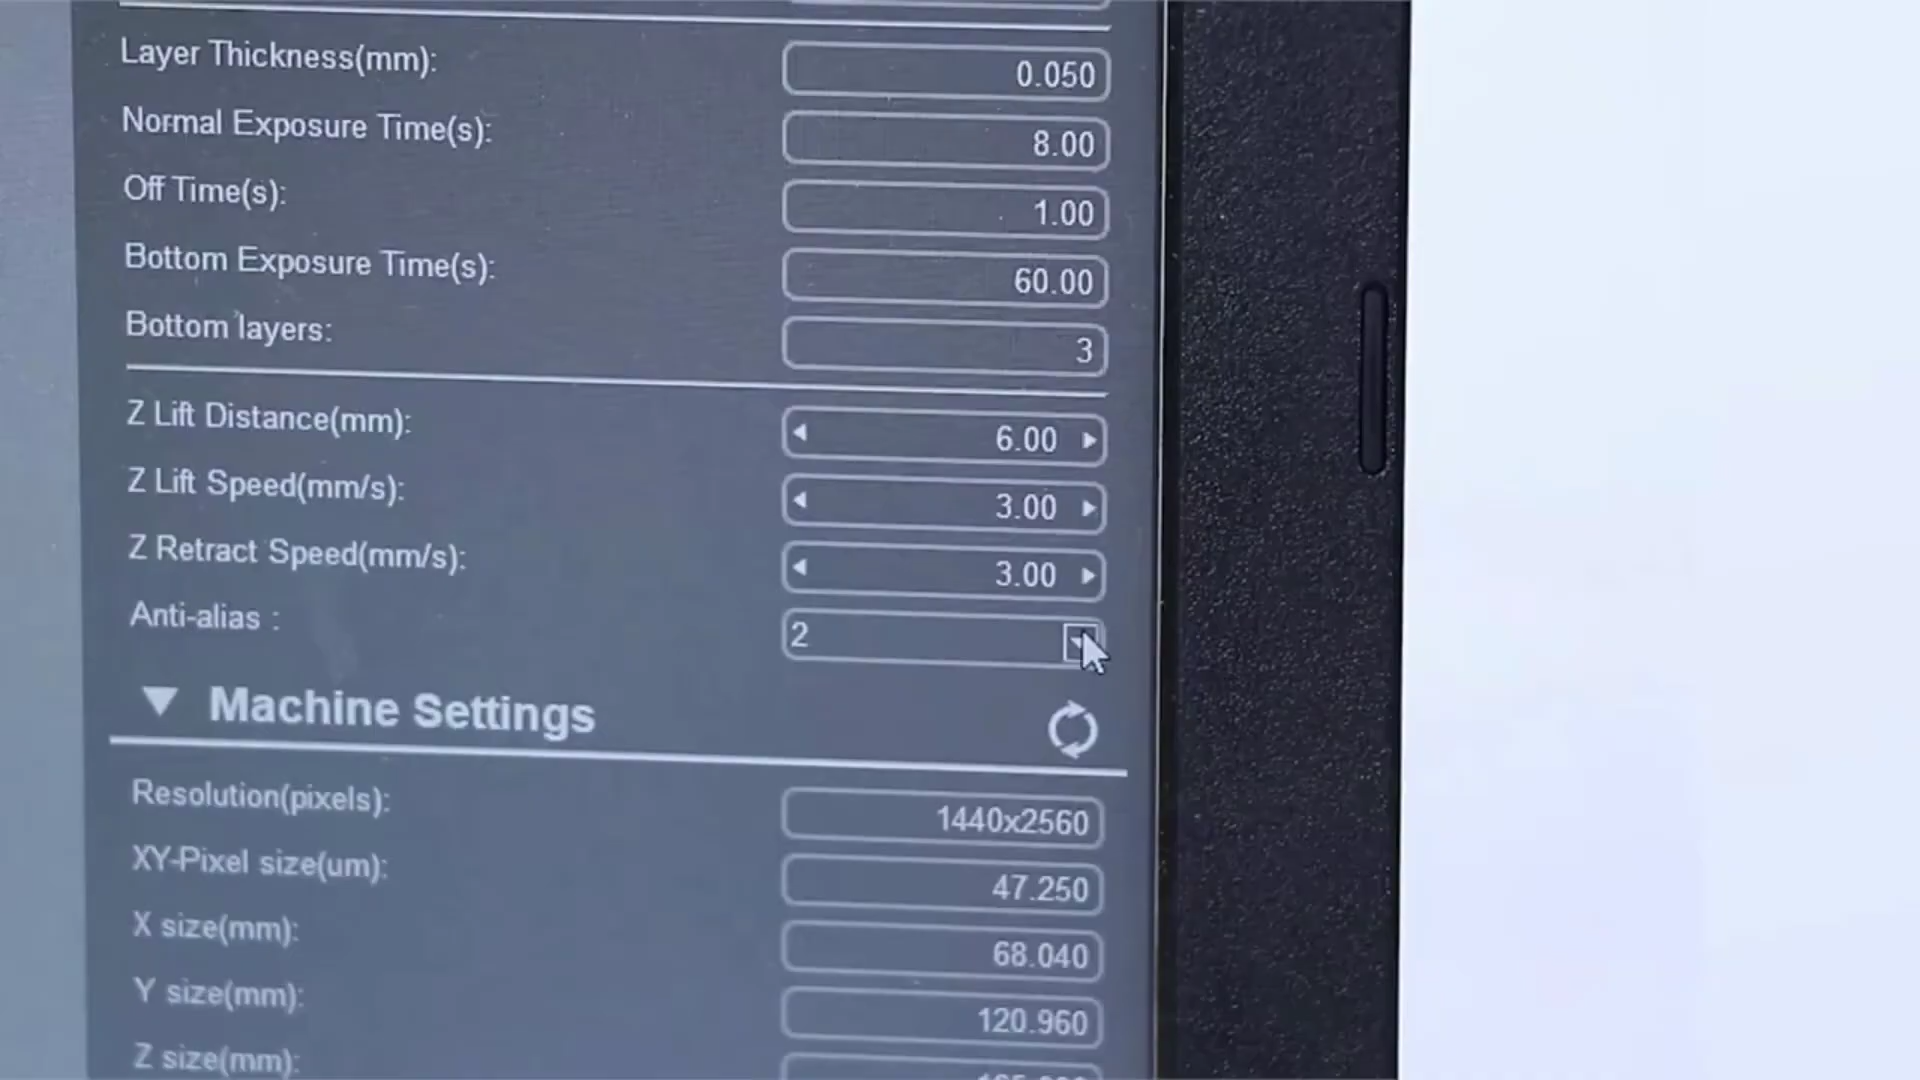 Layer Thickness(mm): 0.050
Normal Exposure Time(s): 8.00
Off Time(s): 1.00
Bottom Exposure Time(s): 60.00
Bottom layers: 3
Z Lift Distance(mm): 6.00
Z Lift Speed(mm/s): 3.00
Z Retract Speed(mm/s): 3.00
Anti-alias : 2
Machine Settings
Resolution(pixels): 1440x2560
XY-Pixel size(um): 47.250
X size(mm): 68.040
Y size(mm): 120.960
Z size(mm):